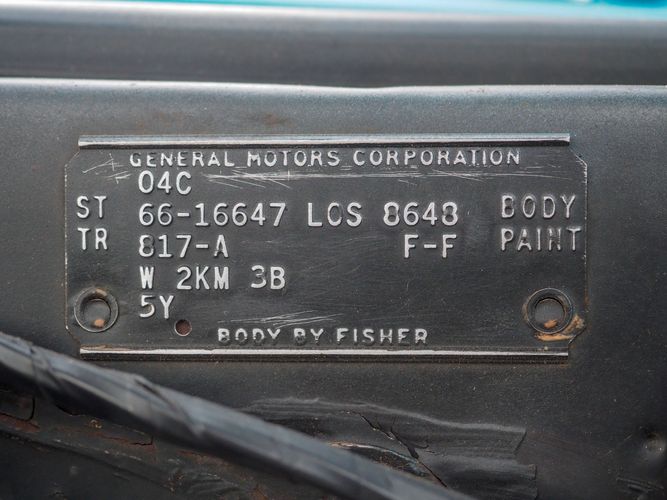 GENERAL MOTORS CORPORATION
04C
ST 66-16647 LOS 8648 BODY
TR 817-A F-F PAINT
W 2KM 3B
5Y
BODY BY FISHER